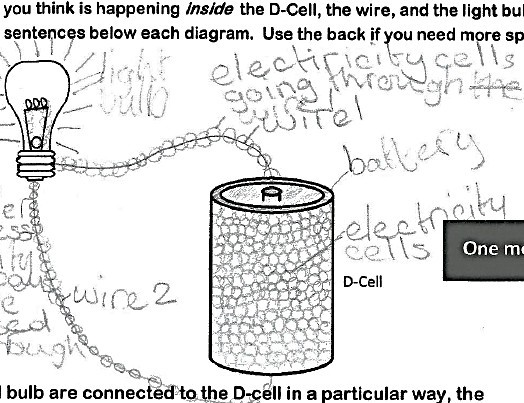 you think is happening inside the D-Cell, the wire, and the light bul
sentences below each diagram. Use the back if you need more sp
light
bulb
electiricity cells
going through the
wire1
battery
electricity
cells
One m
D-Cell
wire 2
bulb are connected to the D-cell in a particular way, the